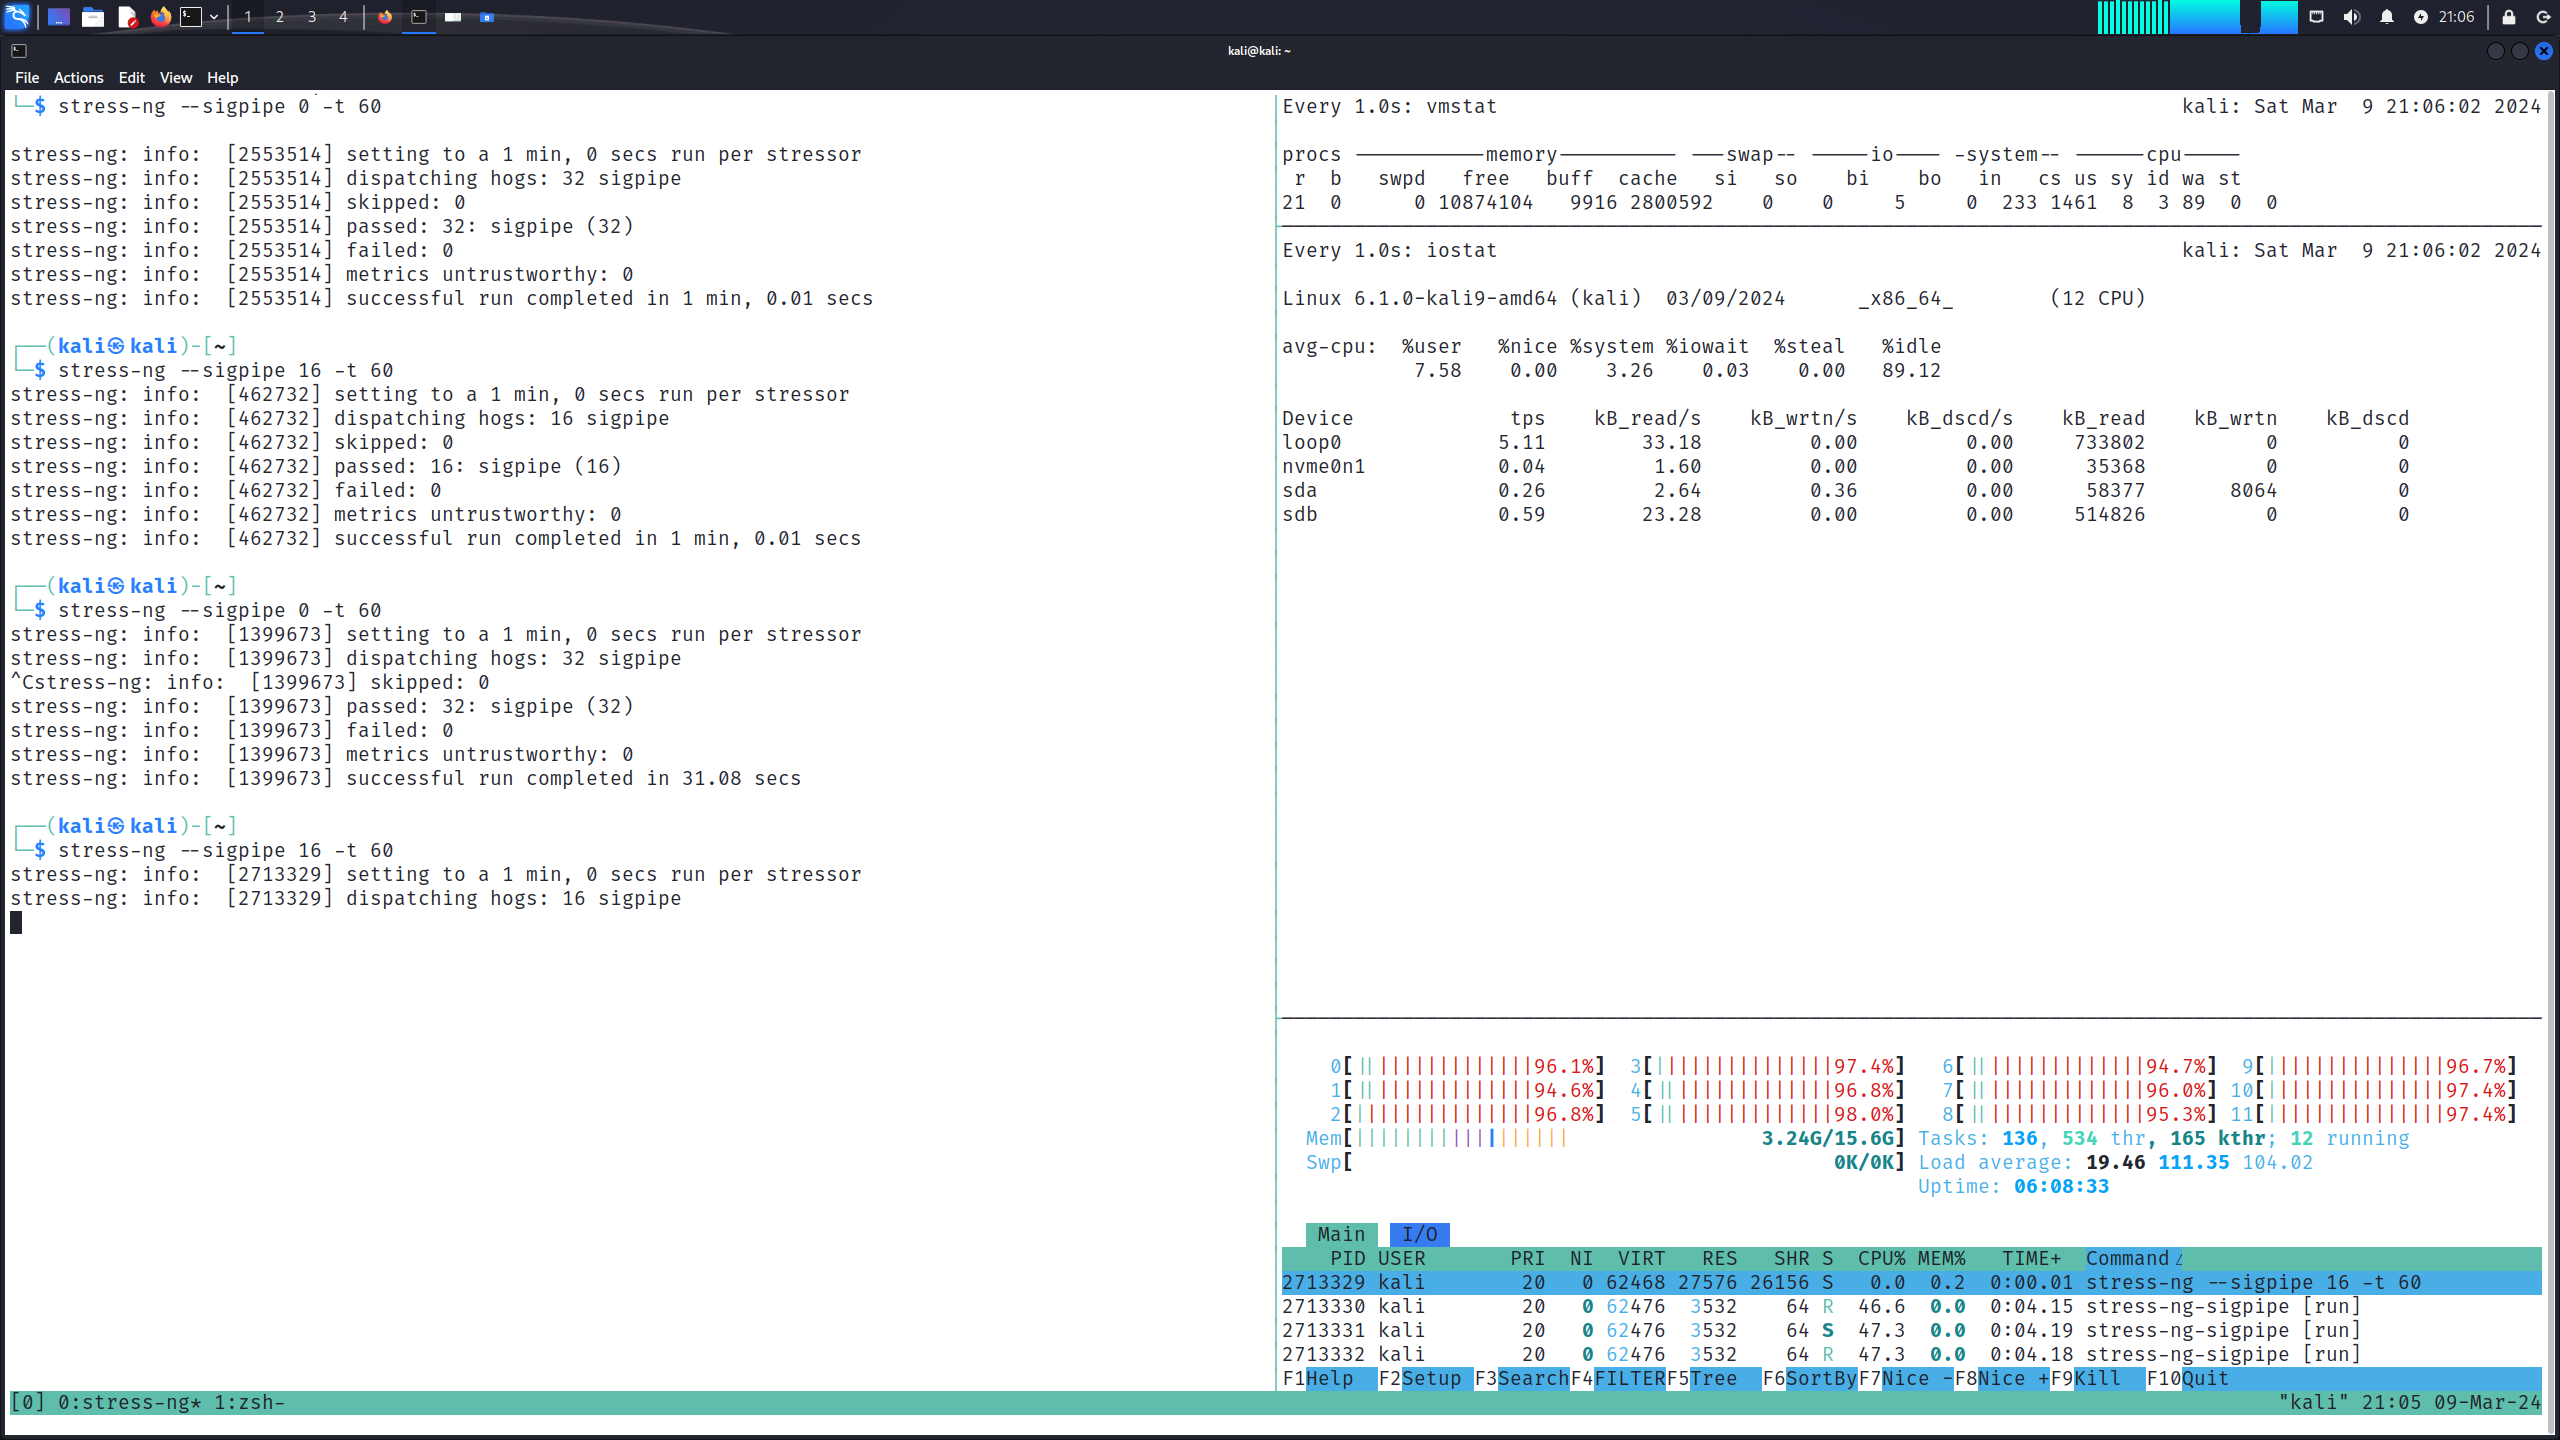 1 2 3 4 21:06
kali@kali: ~
File Actions Edit View Help
└─$ stress-ng --sigpipe 0 -t 60
stress-ng: info:  [2553514] setting to a 1 min, 0 secs run per stressor
stress-ng: info:  [2553514] dispatching hogs: 32 sigpipe
stress-ng: info:  [2553514] skipped: 0
stress-ng: info:  [2553514] passed: 32: sigpipe (32)
stress-ng: info:  [2553514] failed: 0
stress-ng: info:  [2553514] metrics untrustworthy: 0
stress-ng: info:  [2553514] successful run completed in 1 min, 0.01 secs
┌──(kali㉿kali)-[~]
└─$ stress-ng --sigpipe 16 -t 60
stress-ng: info:  [462732] setting to a 1 min, 0 secs run per stressor
stress-ng: info:  [462732] dispatching hogs: 16 sigpipe
stress-ng: info:  [462732] skipped: 0
stress-ng: info:  [462732] passed: 16: sigpipe (16)
stress-ng: info:  [462732] failed: 0
stress-ng: info:  [462732] metrics untrustworthy: 0
stress-ng: info:  [462732] successful run completed in 1 min, 0.01 secs
┌──(kali㉿kali)-[~]
└─$ stress-ng --sigpipe 0 -t 60
stress-ng: info:  [1399673] setting to a 1 min, 0 secs run per stressor
stress-ng: info:  [1399673] dispatching hogs: 32 sigpipe
^Cstress-ng: info:  [1399673] skipped: 0
stress-ng: info:  [1399673] passed: 32: sigpipe (32)
stress-ng: info:  [1399673] failed: 0
stress-ng: info:  [1399673] metrics untrustworthy: 0
stress-ng: info:  [1399673] successful run completed in 31.08 secs
┌──(kali㉿kali)-[~]
└─$ stress-ng --sigpipe 16 -t 60
stress-ng: info:  [2713329] setting to a 1 min, 0 secs run per stressor
stress-ng: info:  [2713329] dispatching hogs: 16 sigpipe
Every 1.0s: vmstat kali: Sat Mar  9 21:06:02 2024
procs -----------memory---------- ---swap-- -----io---- -system-- ------cpu-----
r b swpd free buff cache si so bi bo in cs us sy id wa st
21 0 0 10874104 9916 2800592 0 0 5 0 233 1461 8 3 89 0 0
Every 1.0s: iostat kali: Sat Mar  9 21:06:02 2024
Linux 6.1.0-kali9-amd64 (kali) 03/09/2024 _x86_64_ (12 CPU)
avg-cpu: %user %nice %system %iowait %steal %idle
7.58 0.00 3.26 0.03 0.00 89.12
Device tps kB_read/s kB_wrtn/s kB_dscd/s kB_read kB_wrtn kB_dscd
loop0 5.11 33.18 0.00 0.00 733802 0 0
nvme0n1 0.04 1.60 0.00 0.00 35368 0 0
sda 0.26 2.64 0.36 0.00 58377 8064 0
sdb 0.59 23.28 0.00 0.00 514826 0 0
0[|||||||||||||||96.1%] 3[|||||||||||||||97.4%] 6[|||||||||||||||94.7%] 9[|||||||||||||||96.7%]
1[|||||||||||||||94.6%] 4[|||||||||||||||96.8%] 7[|||||||||||||||96.0%] 10[|||||||||||||||97.4%]
2[|||||||||||||||96.8%] 5[|||||||||||||||98.0%] 8[|||||||||||||||95.3%] 11[|||||||||||||||97.4%]
Mem[|||||||||||||||||| 3.24G/15.6G] Tasks: 136, 534 thr, 165 kthr; 12 running
Swp[ 0K/0K] Load average: 19.46 111.35 104.02
Uptime: 06:08:33
Main I/O
PID USER PRI NI VIRT RES SHR S CPU% MEM% TIME+ Command△
2713329 kali 20 0 62468 27576 26156 S 0.0 0.2 0:00.01 stress-ng --sigpipe 16 -t 60
2713330 kali 20 0 62476 3532 64 R 46.6 0.0 0:04.15 stress-ng-sigpipe [run]
2713331 kali 20 0 62476 3532 64 S 47.3 0.0 0:04.19 stress-ng-sigpipe [run]
2713332 kali 20 0 62476 3532 64 R 47.3 0.0 0:04.18 stress-ng-sigpipe [run]
F1Help F2Setup F3SearchF4FILTERF5Tree F6SortByF7Nice -F8Nice +F9Kill F10Quit
[0] 0:stress-ng* 1:zsh- "kali" 21:05 09-Mar-24